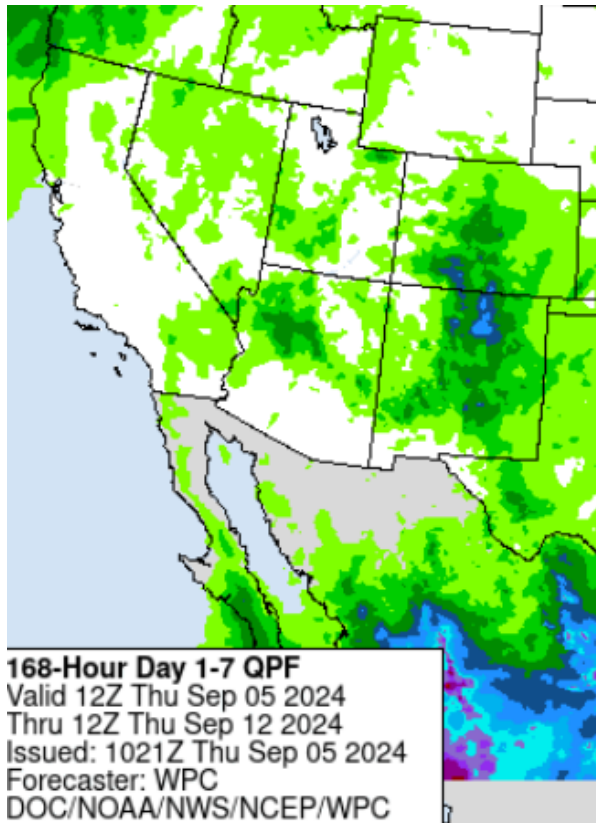 168-Hour Day 1-7 QPF
Valid 12Z Thu Sep 05 2024
Thru 12Z Thu Sep 12 2024
Issued: 1021Z Thu Sep 05 2024
Forecaster: WPC
DOC/NOAA/NWS/NCEP/WPC